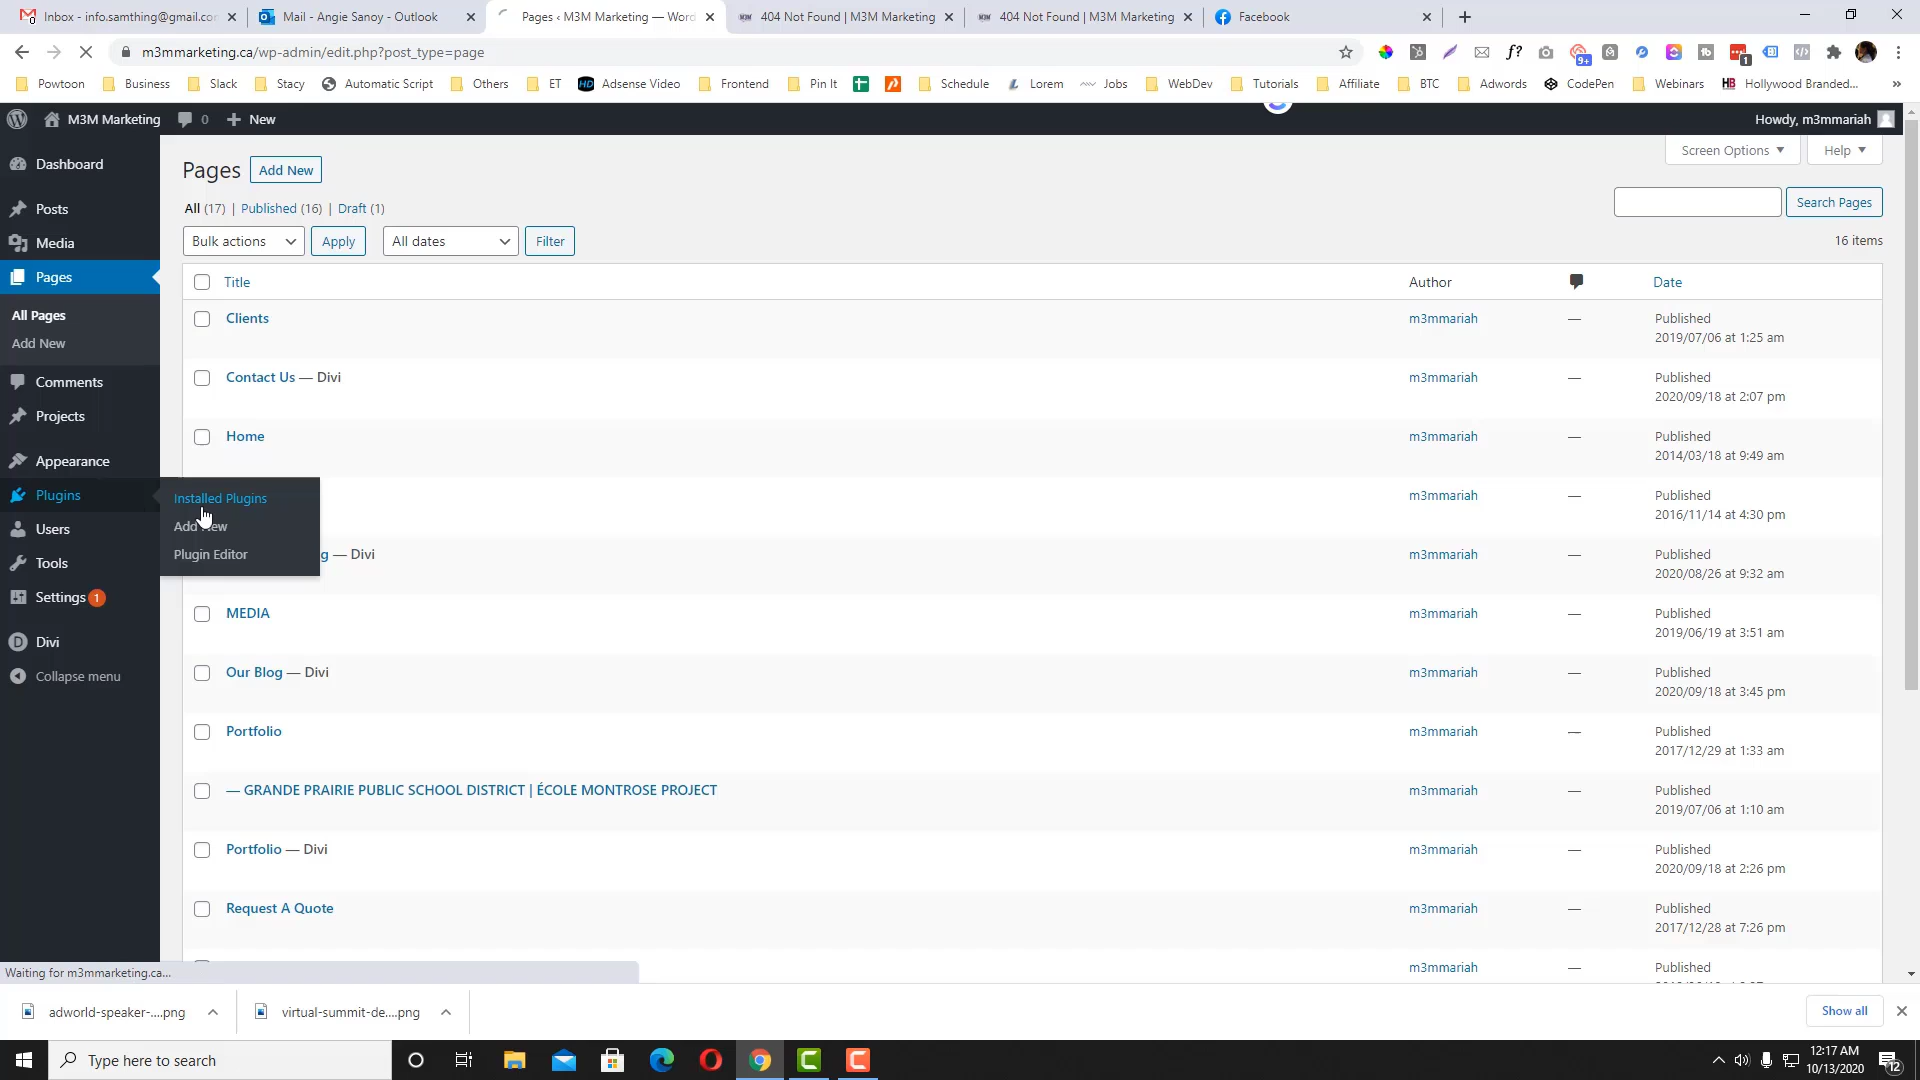 Inbox - info.samthing@gmail.co
Mail - Angie Sanoy - Outlook
Pages ‹ M3M Marketing — Word
404 Not Found | M3M Marketing
404 Not Found | M3M Marketing
Facebook
m3mmarketing.ca/wp-admin/edit.php?post_type=page
Powtoon
Business
Slack
Stacy
Automatic Script
Others
ET
Adsense Video
Frontend
Pin It
Schedule
Lorem
Jobs
WebDev
Tutorials
Affiliate
BTC
Adwords
CodePen
Webinars
Hollywood Branded...
M3M Marketing
0
New
Howdy, m3mmariah
Dashboard
Posts
Media
Pages
All Pages
Add New
Comments
Projects
Appearance
Plugins
Installed Plugins
Add New
Plugin Editor
Users
Tools
Settings 1
Divi
Collapse menu
Pages
Add New
Screen Options
Help
All (17) | Published (16) | Draft (1)
Search Pages
Bulk actions
Apply
All dates
Filter
16 items
Title
Author
Date
Clients
m3mmariah
—
Published
2019/07/06 at 1:25 am
Contact Us — Divi
m3mmariah
—
Published
2020/09/18 at 2:07 pm
Home
m3mmariah
—
Published
2014/03/18 at 9:49 am
m3mmariah
—
Published
2016/11/14 at 4:30 pm
g — Divi
m3mmariah
—
Published
2020/08/26 at 9:32 am
MEDIA
m3mmariah
—
Published
2019/06/19 at 3:51 am
Our Blog — Divi
m3mmariah
—
Published
2020/09/18 at 3:45 pm
Portfolio
m3mmariah
—
Published
2017/12/29 at 1:33 am
— GRANDE PRAIRIE PUBLIC SCHOOL DISTRICT | ÉCOLE MONTROSE PROJECT
m3mmariah
—
Published
2019/07/06 at 1:10 am
Portfolio — Divi
m3mmariah
—
Published
2020/09/18 at 2:26 pm
Request A Quote
m3mmariah
—
Published
2017/12/28 at 7:26 pm
m3mmariah
—
Published
Waiting for m3mmarketing.ca...
adworld-speaker-....png
virtual-summit-de....png
Show all
Type here to search
12:17 AM
10/13/2020
12